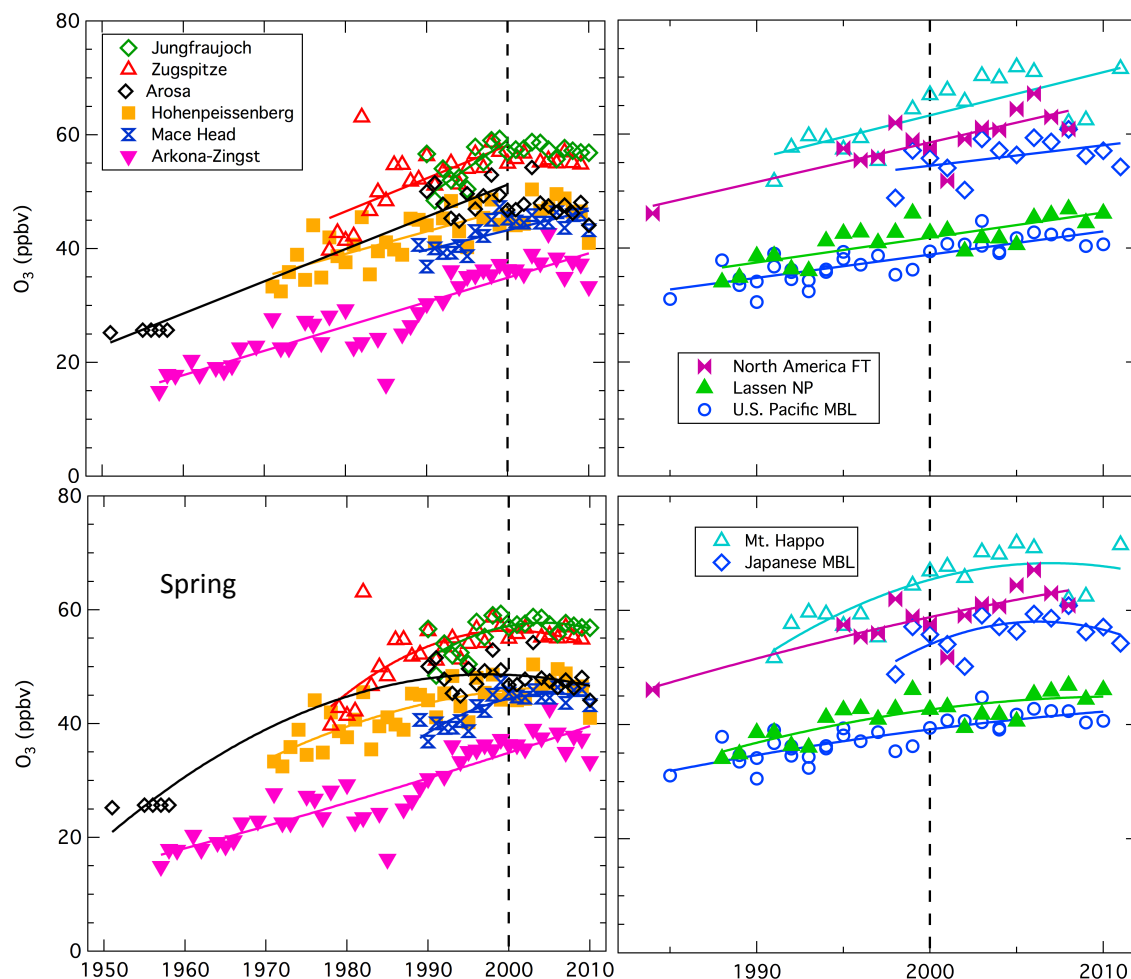 80
60
40
20
0
O3 (ppbv)
Jungfraujoch
Zugspitze
Arosa
Hohenpeissenberg
Mace Head
Arkona-Zingst
North America FT
Lassen NP
U.S. Pacific MBL
80
60
40
20
0
O3 (ppbv)
Spring
Mt. Happo
Japanese MBL
1950 1960 1970 1980 1990 2000 2010
1990 2000 2010